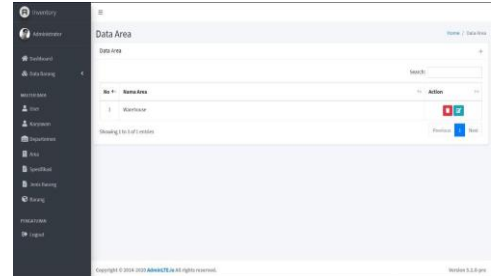 Inventory
Administrator
Dashboard
Data Barang
MASTER DATA
User
Karyawan
Departemen
Area
Spesifikasi
Jenis Barang
Barang
PENGATURAN
Logout
Data Area
Home / Data Area
Data Area
Search:
No Nama Area Action
1 Warehouse
Showing 1 to 1 of 1 entries
Previous 1 Next
Copyright © 2014-2020 AdminLTE.io All rights reserved.
Version 3.1.0-pre